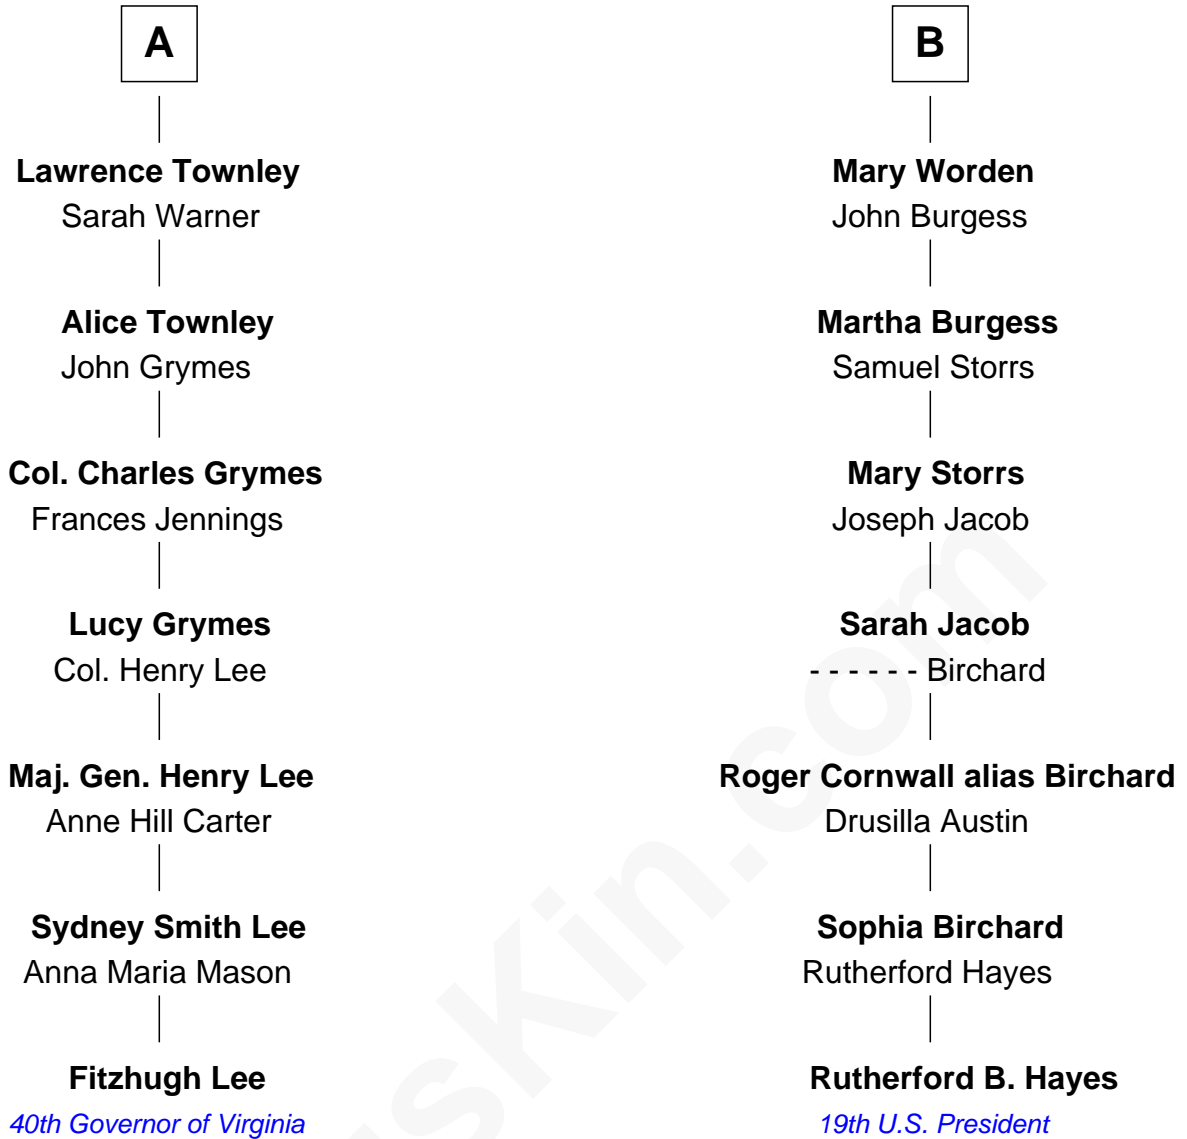 A
Lawrence Townley
Sarah Warner
Alice Townley
John Grymes
Col. Charles Grymes
Frances Jennings
Lucy Grymes
Col. Henry Lee
Maj. Gen. Henry Lee
Anne Hill Carter
Sydney Smith Lee
Anna Maria Mason
Fitzhugh Lee
40th Governor of Virginia
B
Mary Worden
John Burgess
Martha Burgess
Samuel Storrs
Mary Storrs
Joseph Jacob
Sarah Jacob
- - - - - - Birchard
Roger Cornwall alias Birchard
Drusilla Austin
Sophia Birchard
Rutherford Hayes
Rutherford B. Hayes
19th U.S. President
usKin.com